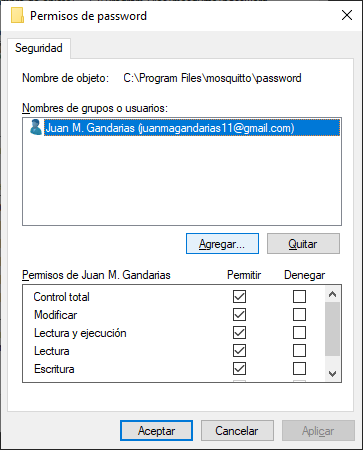 Permisos de password
Seguridad
Nombre de objeto: C:\Program Files\mosquitto\password
Nombres de grupos o usuarios:
Juan M. Gandarias (juanmagandarias11@gmail.com)
Agregar... Quitar
Permisos de Juan M. Gandarias Permitir Denegar
Control total
Modificar
Lectura y ejecución
Lectura
Escritura
Aceptar Cancelar Aplicar